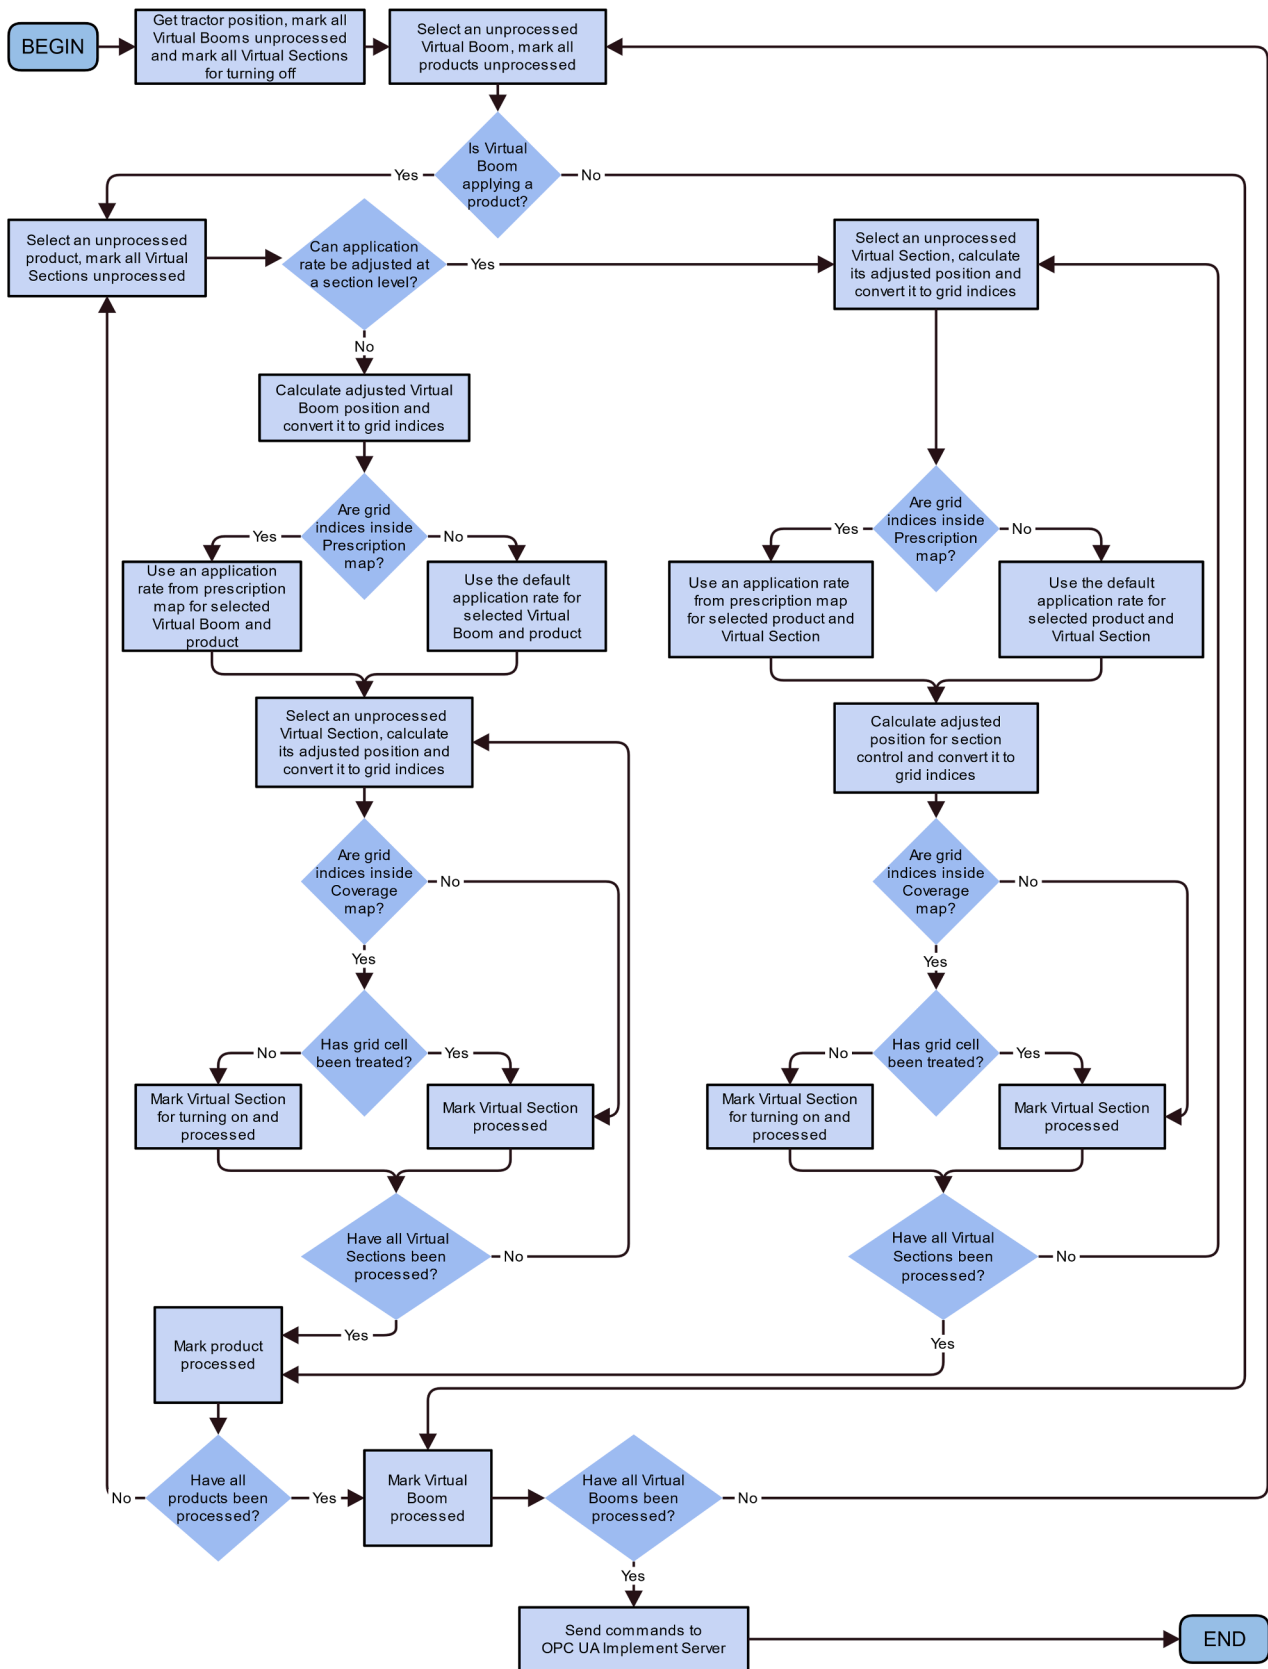 BEGIN
Get tractor position, mark all
Virtual Booms unprocessed
and mark all Virtual Sections
for turning off
Select an unprocessed
Virtual Boom, mark all
products unprocessed
Is Virtual
Boom
applying a
product?
Yes
No
Select an unprocessed
product, mark all Virtual
Sections unprocessed
Can application
rate be adjusted at
a section level?
Yes
No
Select an unprocessed
Virtual Section, calculate
its adjusted position and
convert it to grid indices
Calculate adjusted Virtual
Boom position and
convert it to grid indices
Are grid
indices inside
Prescription
map?
Yes
No
Use an application
rate from prescription
map for selected
Virtual Boom and
product
Use the default
application rate for
selected Virtual
Boom and product
Are grid
indices inside
Prescription
map?
Yes
No
Use an application rate
from prescription map
for selected product and
Virtual Section
Use the default
application rate for
selected product and
Virtual Section
Select an unprocessed
Virtual Section, calculate
its adjusted position and
convert it to grid indices
Calculate adjusted
position for section
control and convert it to
grid indices
Are grid
indices inside
Coverage
map?
No
Yes
Are grid
indices inside
Coverage
map?
No
Yes
Has grid cell
been treated?
No
Yes
Mark Virtual Section
for turning on and
processed
Mark Virtual Section
processed
Has grid cell
been treated?
No
Yes
Mark Virtual Section
for turning on and
processed
Mark Virtual Section
processed
Have all Virtual
Sections been
processed?
No
Yes
Have all Virtual
Sections been
processed?
No
Yes
Mark product
processed
Have all
products been
processed?
No
Yes
Mark Virtual
Boom
processed
Have all Virtual
Booms been
processed?
No
Yes
Send commands to
OPC UA Implement Server
END